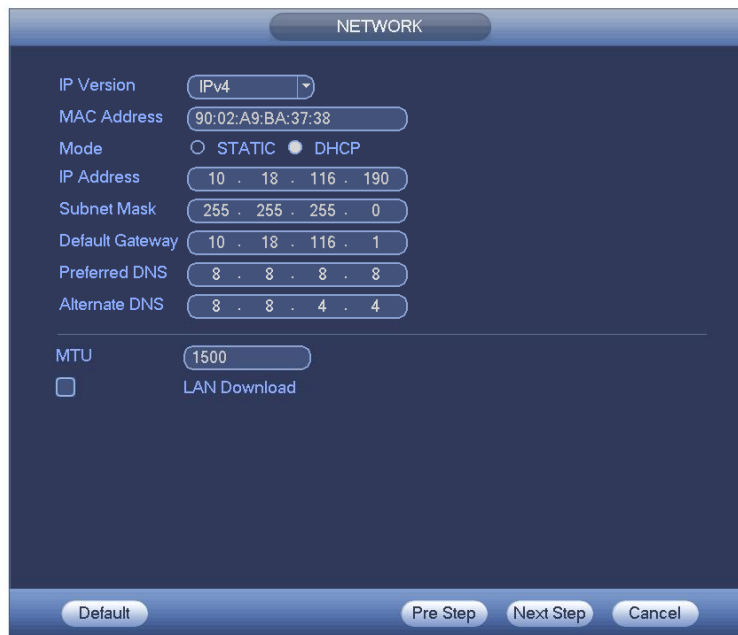 NETWORK
IP Version IPv4
MAC Address 90:02:A9:BA:37:38
Mode STATIC DHCP
IP Address 10 . 18 . 116 . 190
Subnet Mask 255 . 255 . 255 . 0
Default Gateway 10 . 18 . 116 . 1
Preferred DNS 8 . 8 . 8 . 8
Alternate DNS 8 . 8 . 4 . 4
MTU 1500
LAN Download
Default Pre Step Next Step Cancel